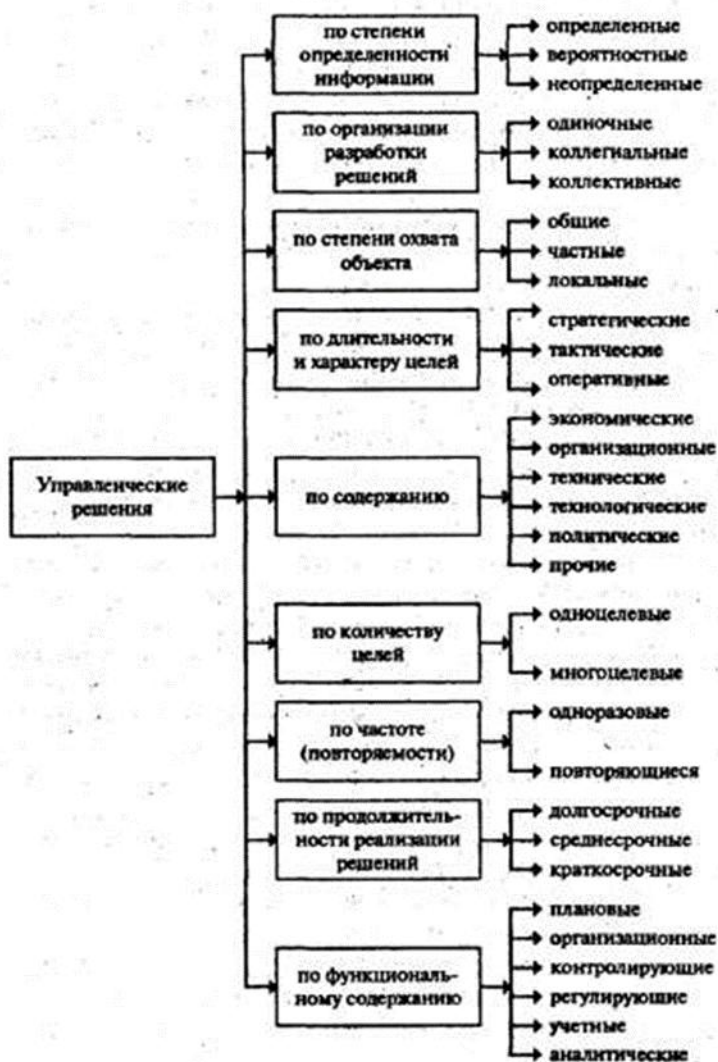 по степени
определенности
информации
определенные
вероятностные
неопределенные
по организации
разработки
решений
одиночные
коллегиальные
коллективные
по степени охвата
объекта
общие
частные
локальные
по длительности
и характеру целей
стратегические
тактические
оперативные
Управленческие
решения
по содержанию
экономические
организационные
технические
технологические
политические
прочие
по количеству
целей
одноцелевые
многоцелевые
по частоте
(повторяемости)
одноразовые
повторяющиеся
по продолжитель-
ности реализации
решений
долгосрочные
среднесрочные
краткосрочные
по функциональ-
ному содержанию
плановые
организационные
контролирующие
регулирующие
учетные
аналитические